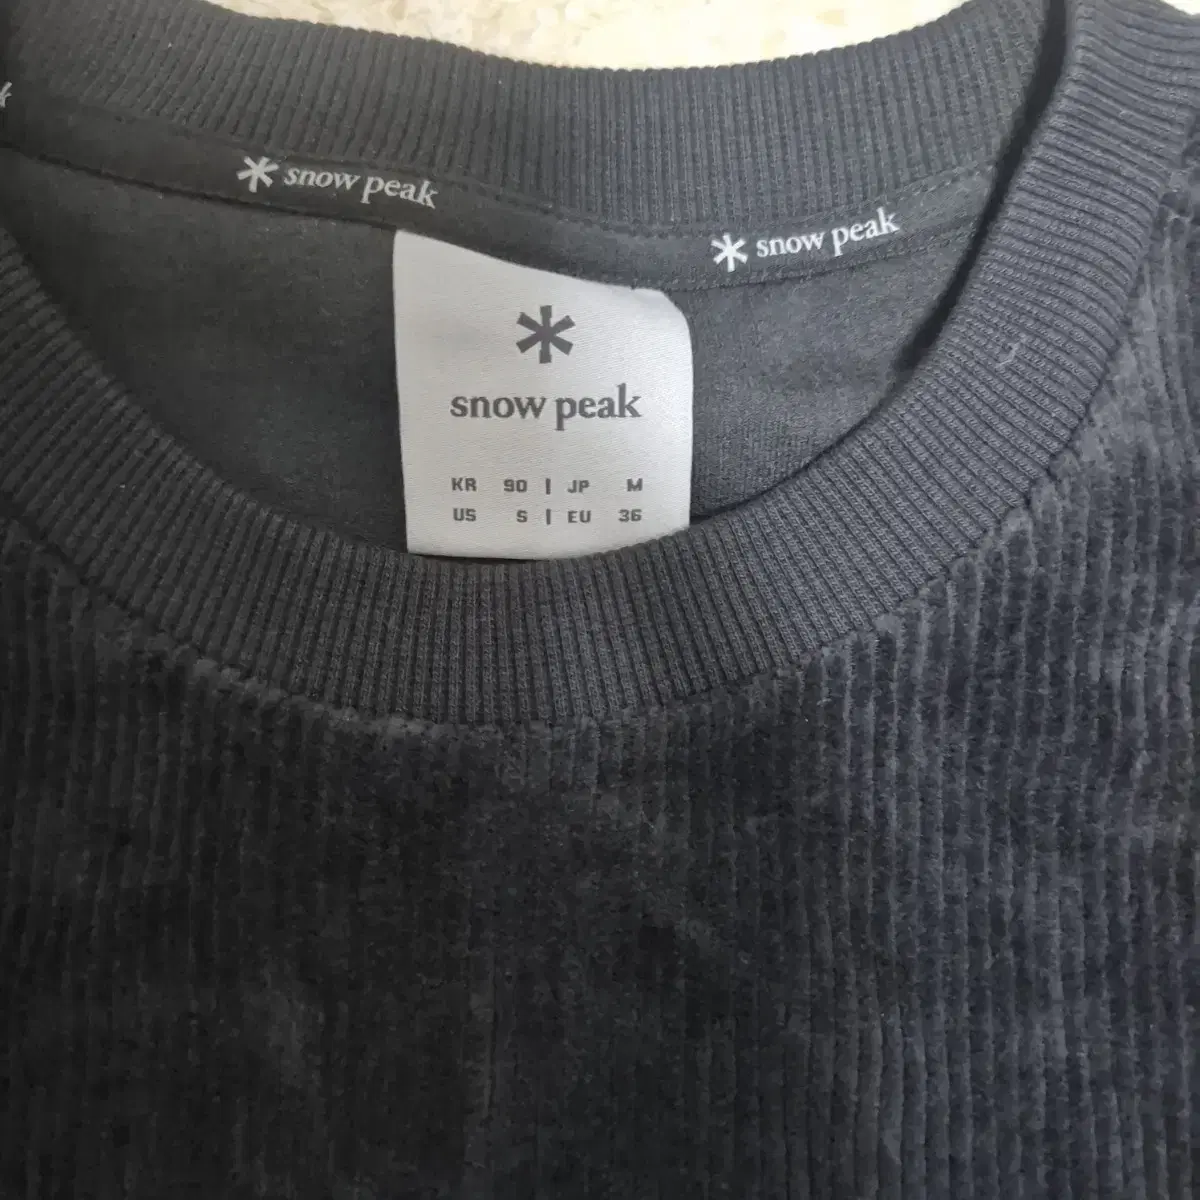 snow peak
snow peak
snow peak
KR 90 | JP M
US S | EU 36